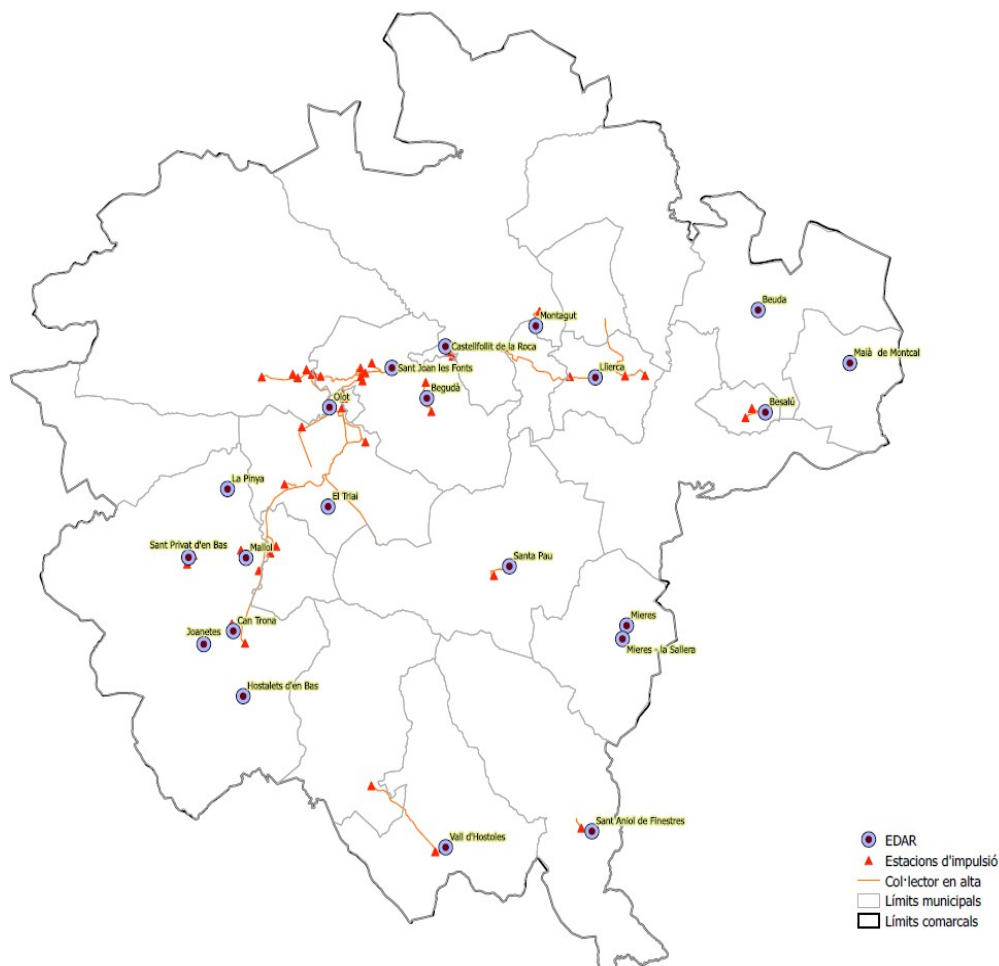 Beuda
Montagut
Castellfollit de la Roca
Maià de Montcal
Sant Joan les Fonts
Llierca
Begudà
Olot
Besalú
La Pinya
El Triai
Sant Privat d'en Bas
Mallol
Santa Pau
Can Trona
Mieres
Joanetes
Mieres - la Sallera
Hostalets d'en Bas
Sant Aniol de Finestres
Vall d'Hostoles
EDAR
Estacions d'impulsió
Col·lector en alta
Límits municipals
Límits comarcals